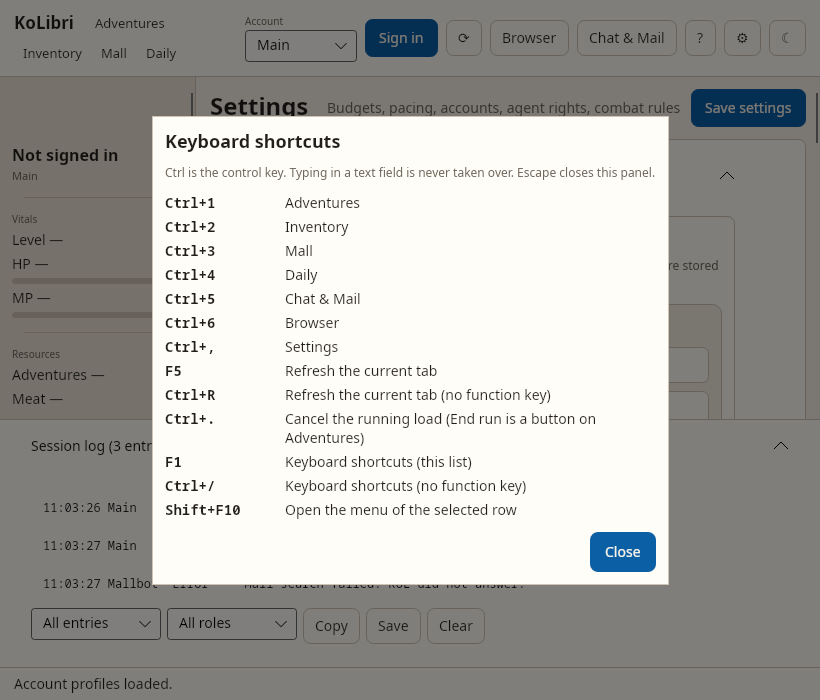 KoLibri Adventures
Inventory Mall Daily
Account
Main
Sign in
Browser
Chat & Mail
?
Settings
Budgets, pacing, accounts, agent rights, combat rules
Save settings
Not signed in
Main
Vitals
Level —
HP —
MP —
Resources
Adventures —
Meat —
re stored
Keyboard shortcuts
Ctrl is the control key. Typing in a text field is never taken over. Escape closes this panel.
Ctrl+1 Adventures
Ctrl+2 Inventory
Ctrl+3 Mall
Ctrl+4 Daily
Ctrl+5 Chat & Mail
Ctrl+6 Browser
Ctrl+, Settings
F5 Refresh the current tab
Ctrl+R Refresh the current tab (no function key)
Ctrl+. Cancel the running load (End run is a button on
Adventures)
F1 Keyboard shortcuts (this list)
Ctrl+/ Keyboard shortcuts (no function key)
Shift+F10 Open the menu of the selected row
Close
Session log (3 entr
11:03:26 Main
11:03:27 Main
11:03:27 Mallbot Error Mall search failed: KoL did not answer.
All entries
All roles
Copy
Save
Clear
Account profiles loaded.